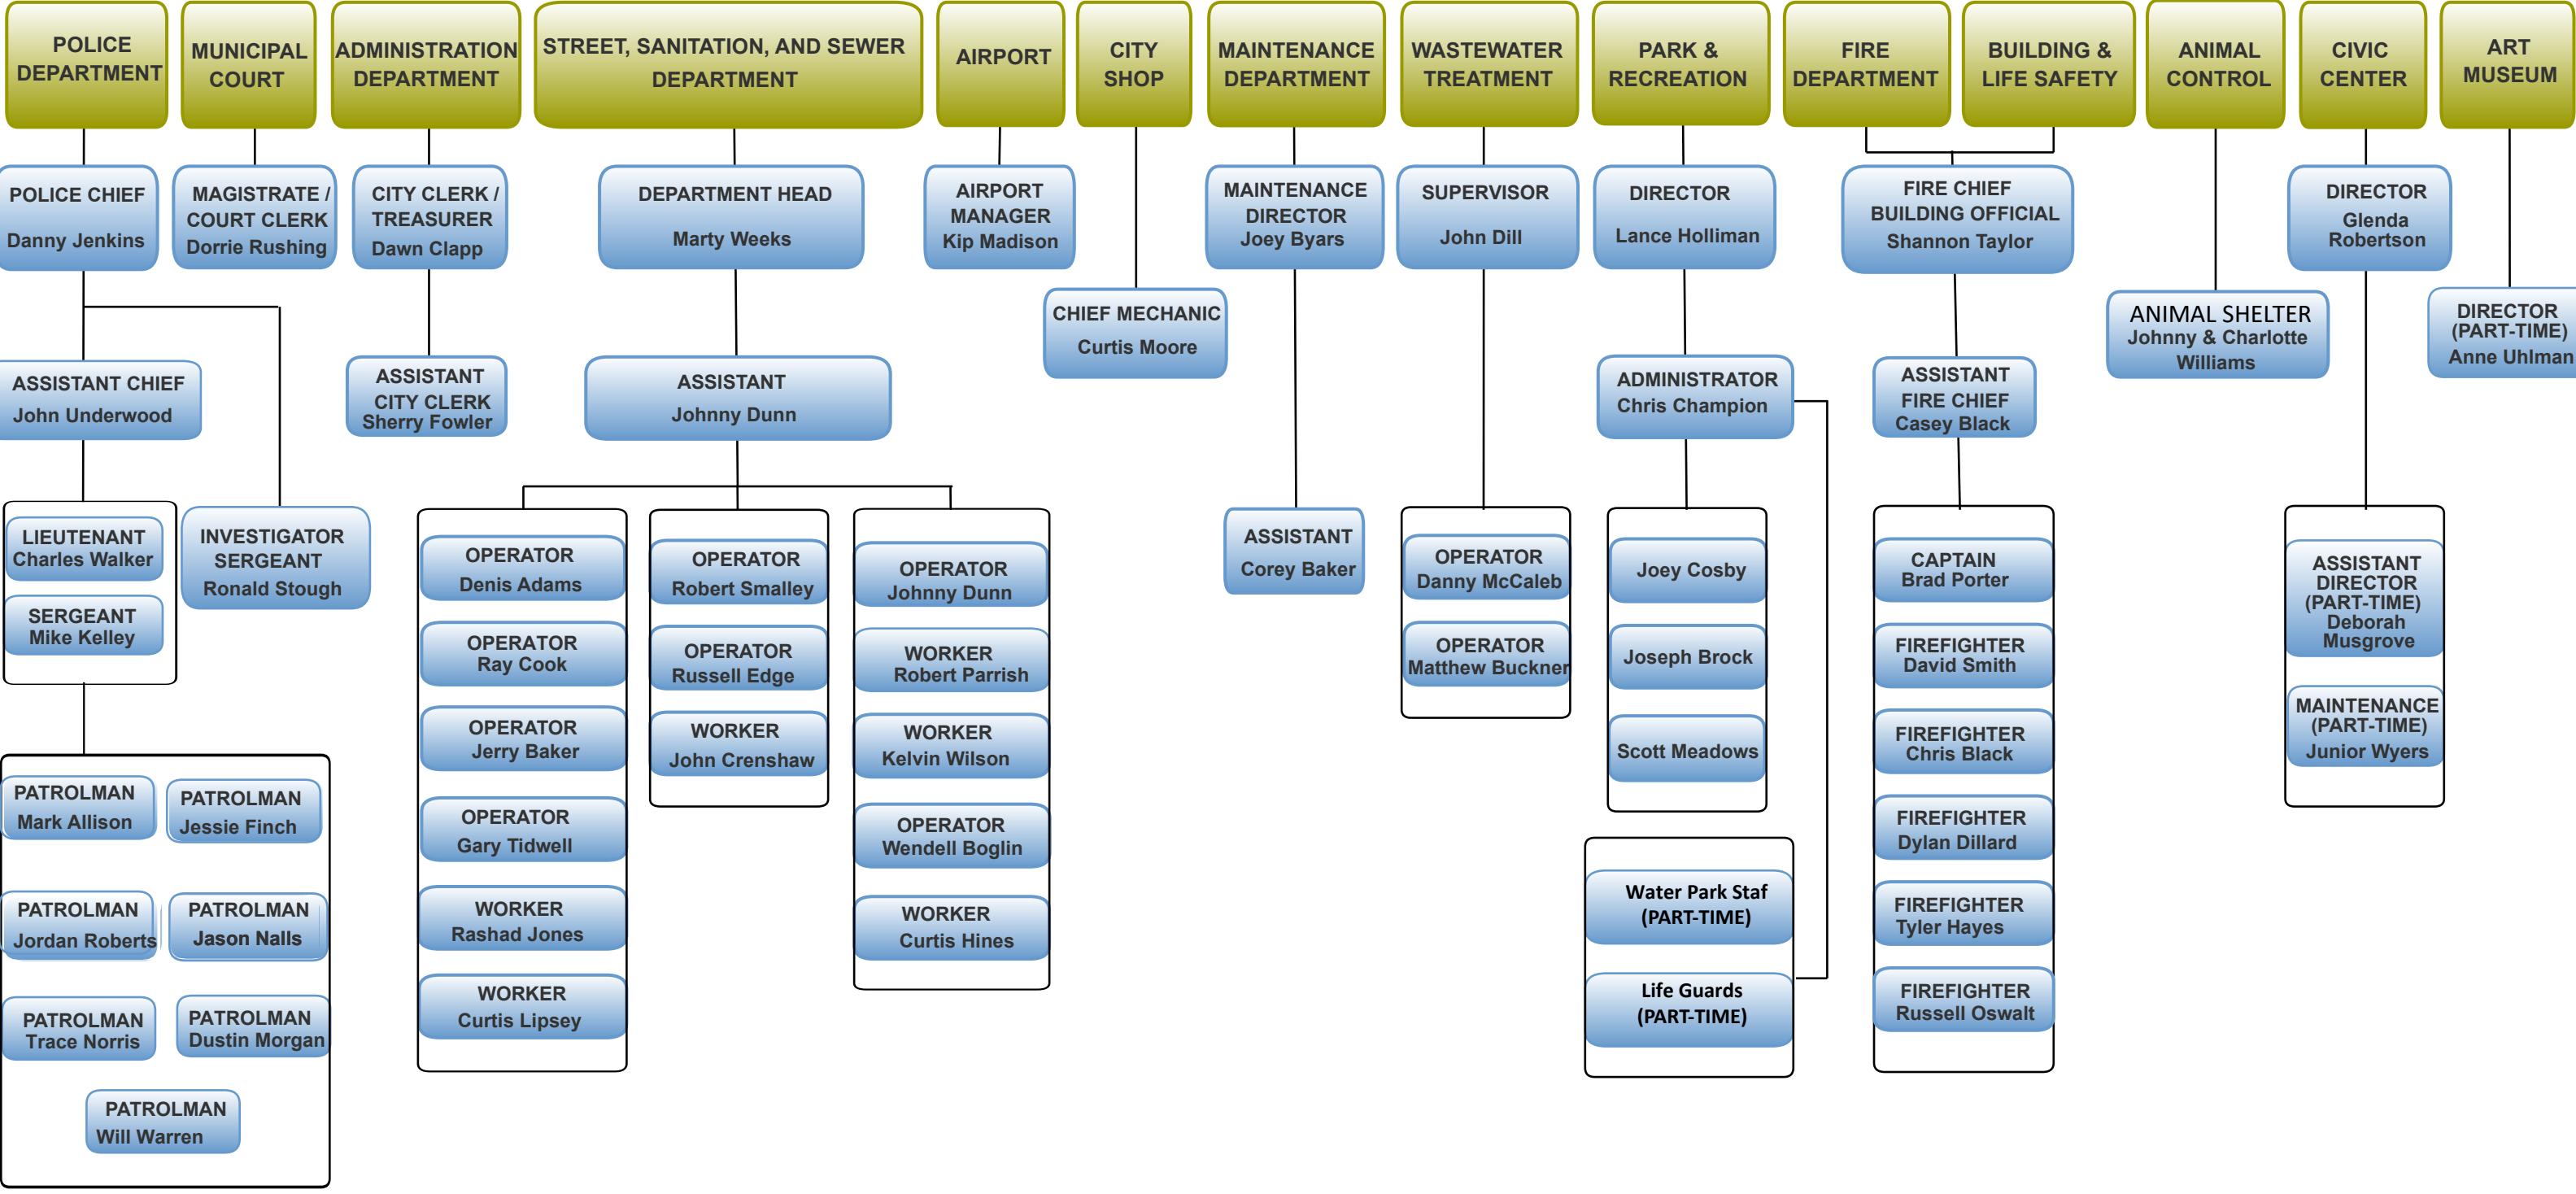 POLICE
DEPARTMENT
MUNICIPAL
COURT
ADMINISTRATION
DEPARTMENT
STREET, SANITATION, AND SEWER
DEPARTMENT
AIRPORT
CITY
SHOP
MAINTENANCE
DEPARTMENT
WASTEWATER
TREATMENT
PARK &
RECREATION
FIRE
DEPARTMENT
BUILDING &
LIFE SAFETY
ANIMAL
CONTROL
CIVIC
CENTER
ART
MUSEUM
POLICE CHIEF
Danny Jenkins
MAGISTRATE /
COURT CLERK
Dorrie Rushing
CITY CLERK /
TREASURER
Dawn Clapp
DEPARTMENT HEAD
Marty Weeks
AIRPORT
MANAGER
Kip Madison
MAINTENANCE
DIRECTOR
Joey Byars
SUPERVISOR
John Dill
DIRECTOR
Lance Holliman
FIRE CHIEF
BUILDING OFFICIAL
Shannon Taylor
DIRECTOR
Glenda
Robertson
CHIEF MECHANIC
Curtis Moore
ANIMAL SHELTER
Johnny & Charlotte
Williams
DIRECTOR
(PART-TIME)
Anne Uhlman
ASSISTANT CHIEF
John Underwood
ASSISTANT
CITY CLERK
Sherry Fowler
ASSISTANT
Johnny Dunn
ADMINISTRATOR
Chris Champion
ASSISTANT
FIRE CHIEF
Casey Black
LIEUTENANT
Charles Walker
SERGEANT
Mike Kelley
INVESTIGATOR
SERGEANT
Ronald Stough
OPERATOR
Denis Adams
OPERATOR
Ray Cook
OPERATOR
Jerry Baker
OPERATOR
Gary Tidwell
WORKER
Rashad Jones
WORKER
Curtis Lipsey
OPERATOR
Robert Smalley
OPERATOR
Russell Edge
WORKER
John Crenshaw
OPERATOR
Johnny Dunn
WORKER
Robert Parrish
WORKER
Kelvin Wilson
OPERATOR
Wendell Boglin
WORKER
Curtis Hines
ASSISTANT
Corey Baker
OPERATOR
Danny McCaleb
OPERATOR
Matthew Buckner
Joey Cosby
Joseph Brock
Scott Meadows
Water Park Staf
(PART-TIME)
Life Guards
(PART-TIME)
CAPTAIN
Brad Porter
FIREFIGHTER
David Smith
FIREFIGHTER
Chris Black
FIREFIGHTER
Dylan Dillard
FIREFIGHTER
Tyler Hayes
FIREFIGHTER
Russell Oswalt
ASSISTANT
DIRECTOR
(PART-TIME)
Deborah
Musgrove
MAINTENANCE
(PART-TIME)
Junior Wyers
PATROLMAN
Mark Allison
PATROLMAN
Jessie Finch
PATROLMAN
Jordan Roberts
PATROLMAN
Jason Nalls
PATROLMAN
Trace Norris
PATROLMAN
Dustin Morgan
PATROLMAN
Will Warren